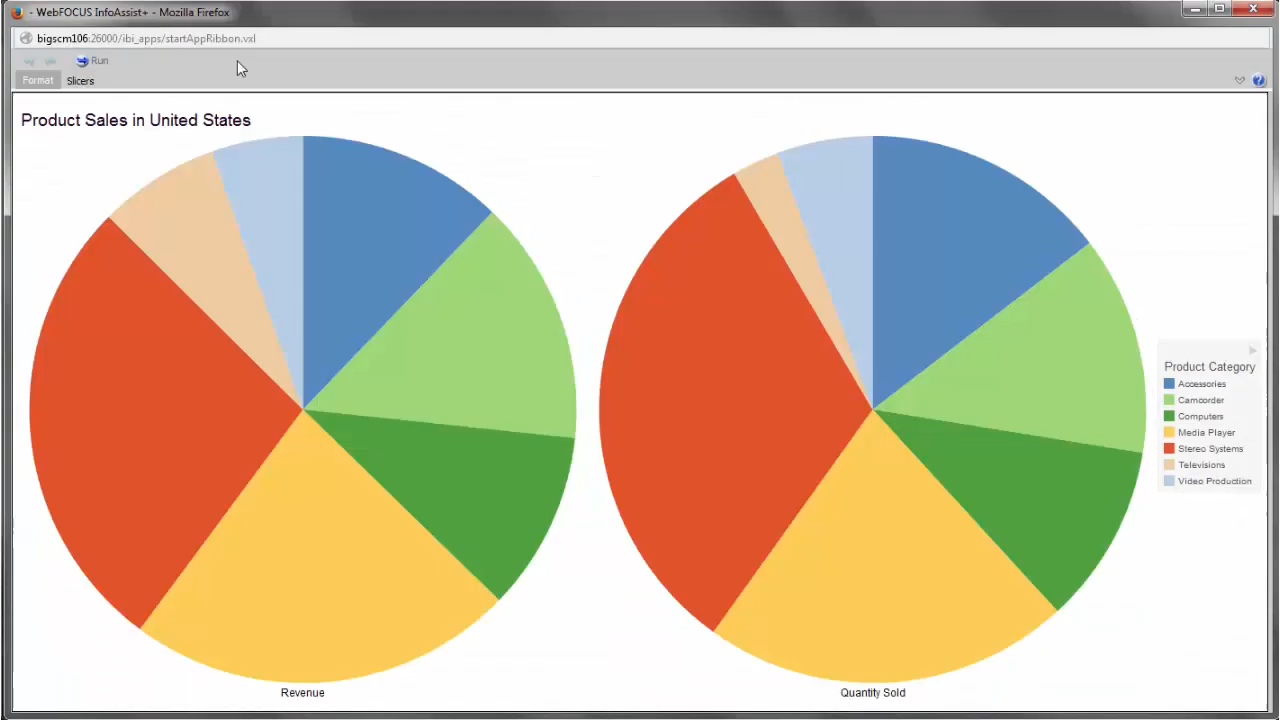 - WebFOCUS InfoAssist+ - Mozilla Firefox
bigscm106:26000/ibi_apps/startAppRibbon.vxl
Run
Format Slicers
Product Sales in United States
Product Category
Accessories
Camcorder
Computers
Media Player
Stereo Systems
Televisions
Video Production
Revenue
Quantity Sold